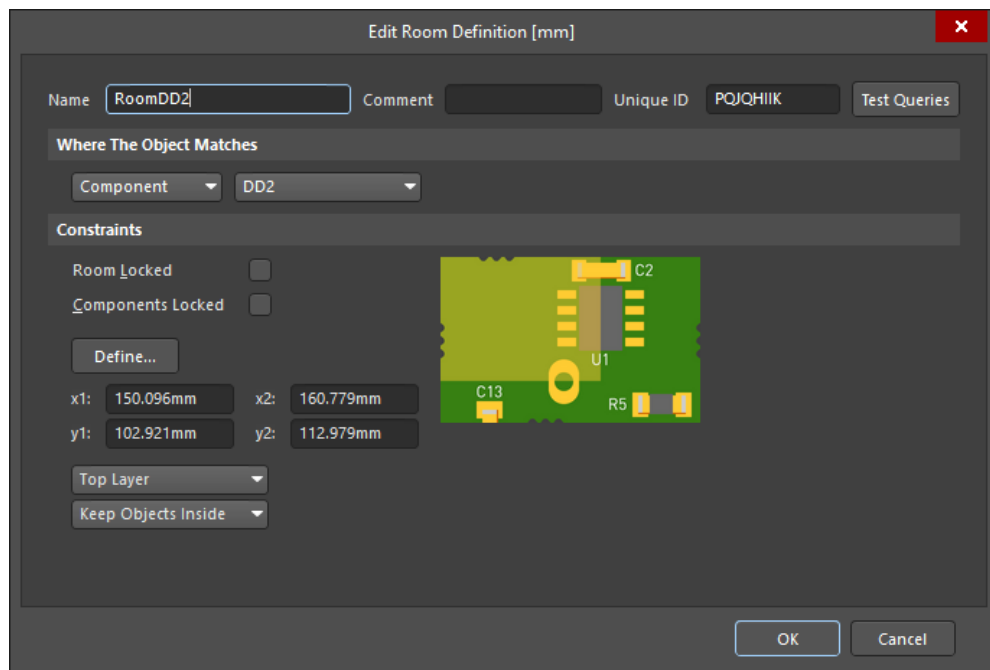 Edit Room Definition [mm]
Name RoomDD2 Comment Unique ID PQJQHIIK Test Queries
Where The Object Matches
Component DD2
Constraints
Room Locked
Components Locked
Define...
x1: 150.096mm x2: 160.779mm
y1: 102.921mm y2: 112.979mm
Top Layer
Keep Objects Inside
C2
U1
C13
R5
OK Cancel